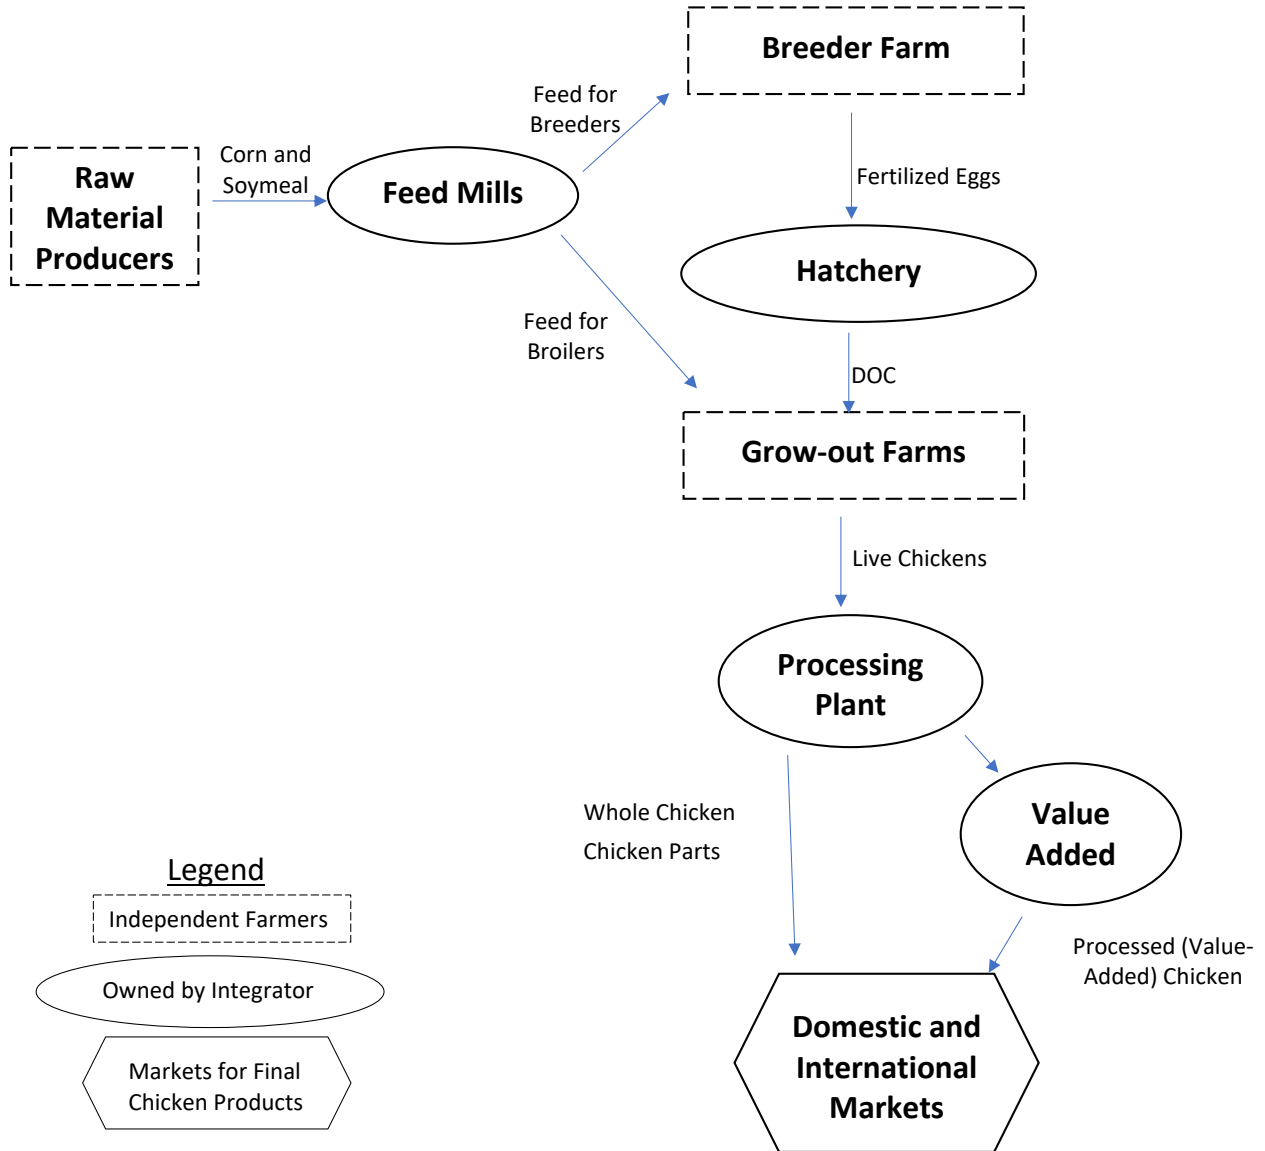 Breeder Farm
Feed for
Breeders
Corn and
Soymeal
Raw
Material
Producers
Feed Mills
Fertilized Eggs
Hatchery
Feed for
Broilers
DOC
Grow-out Farms
Live Chickens
Processing
Plant
Whole Chicken
Chicken Parts
Value
Added
Processed (Value-
Added) Chicken
Domestic and
International
Markets
Legend
Independent Farmers
Owned by Integrator
Markets for Final
Chicken Products